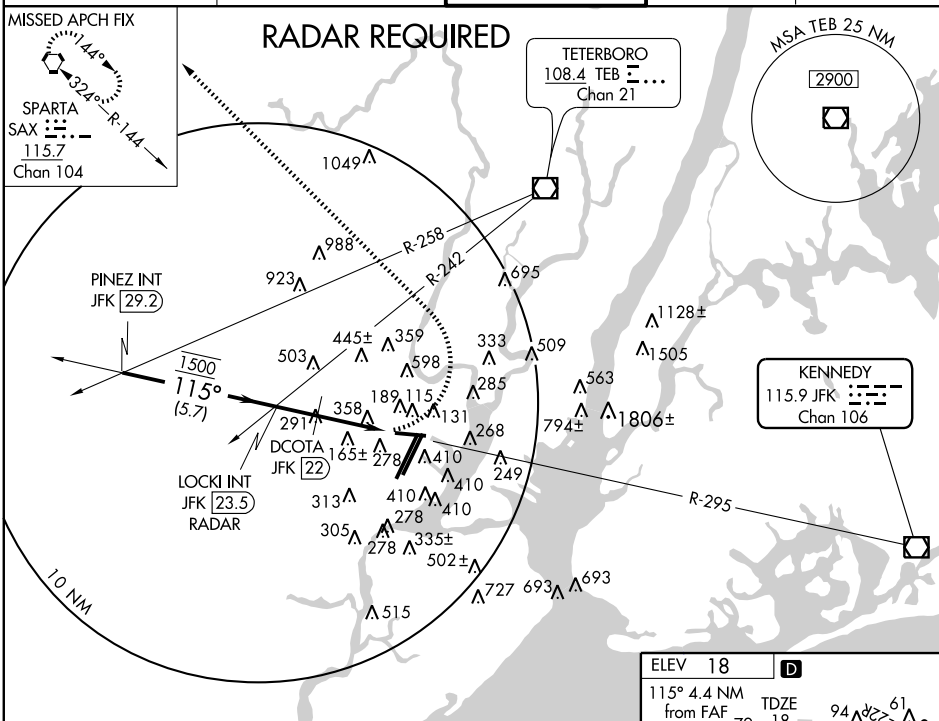 MISSED APCH FIX
144°
324°
R-144
SPARTA
SAX
115.7
Chan 104
RADAR REQUIRED
TETERBORO
108.4 TEB
Chan 21
MSA TEB 25 NM
2900
1049
988
923
R-258
R-242
695
PINEZ INT
JFK 29.2
1128±
1505
445±
359
503
598
333
509
1500
115°
(5.7)
285
563
KENNEDY
115.9 JFK
Chan 106
189
115
131
358
291
794±
1806±
DCOTA
JFK 22
165±
278
410
268
249
LOCKI INT
JFK 23.5
RADAR
410
R-295
313
410
410
278
305
278
335±
502±
727
693
693
10 NM
515
ELEV 18
D
115° 4.4 NM
from FAF
TDZE
18
94
61